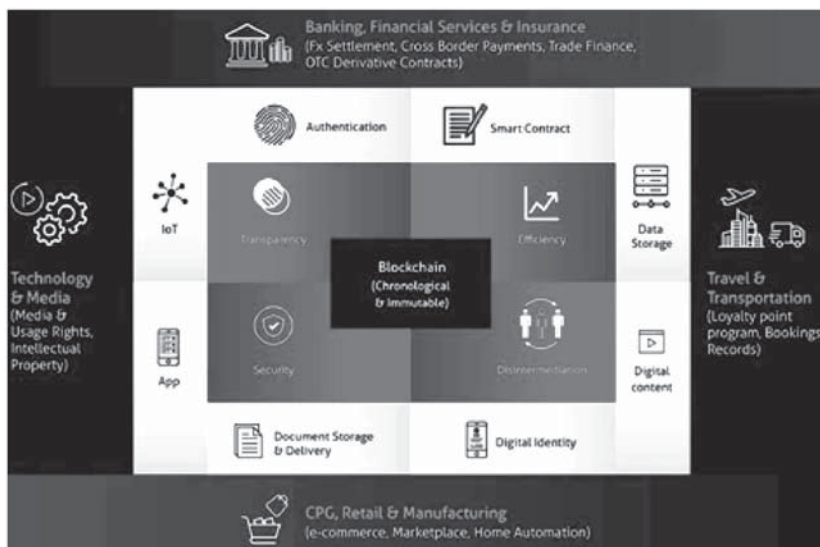 Banking, Financial Services & Insurance
(Fx Settlement, Cross Border Payments, Trade Finance,
OTC Derivative Contracts)
Authentication
Smart Contract
IoT
Transparency
Efficiency
Data
Storage
Blockchain
(Chronological
& Immutable)
Technology
& Media
(Media &
Usage Rights,
Intellectual
Property)
Travel &
Transportation
(Loyalty point
program, Bookings
Records)
App
Security
Disintermediation
Digital
content
Document Storage
& Delivery
Digital Identity
CPG, Retail & Manufacturing
(e-commerce, Marketplace, Home Automation)